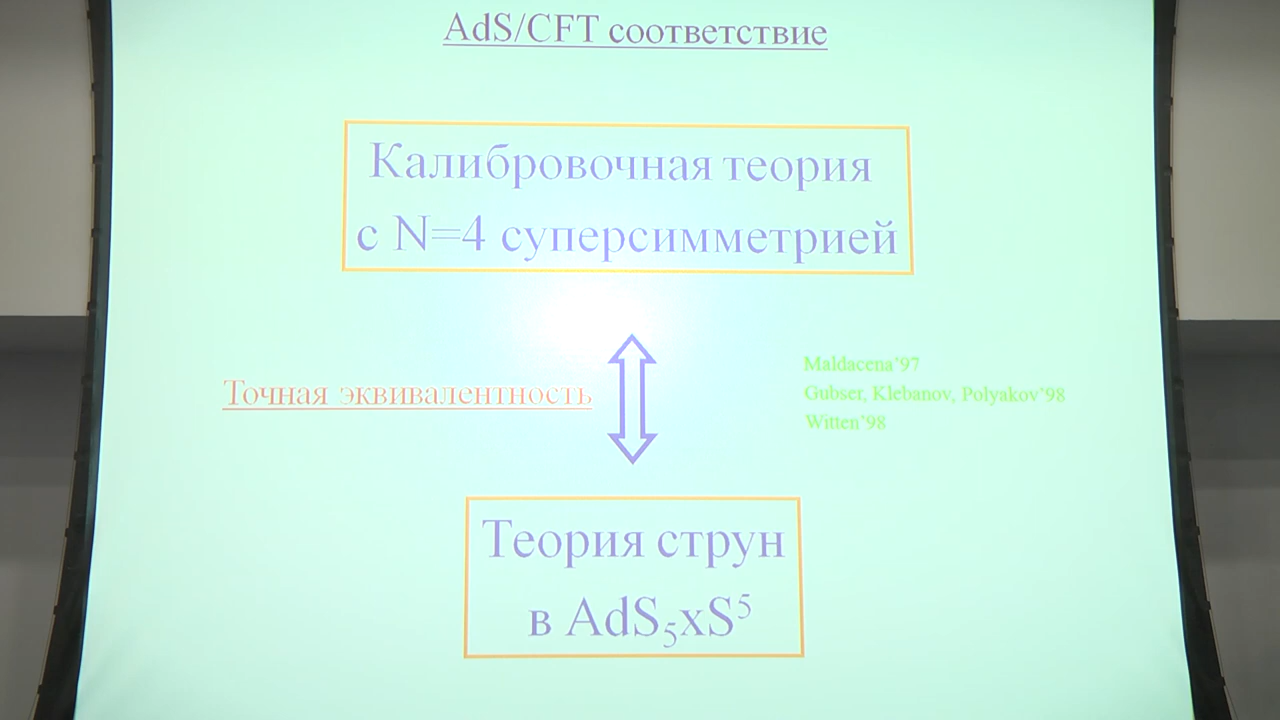 AdS/CFT соответствие
Калибровочная теория
с N=4 суперсимметрией
Точная эквивалентность
Maldacena’97
Gubser, Klebanov, Polyakov’98
Witten’98
Теория струн
в AdS₅xS⁵